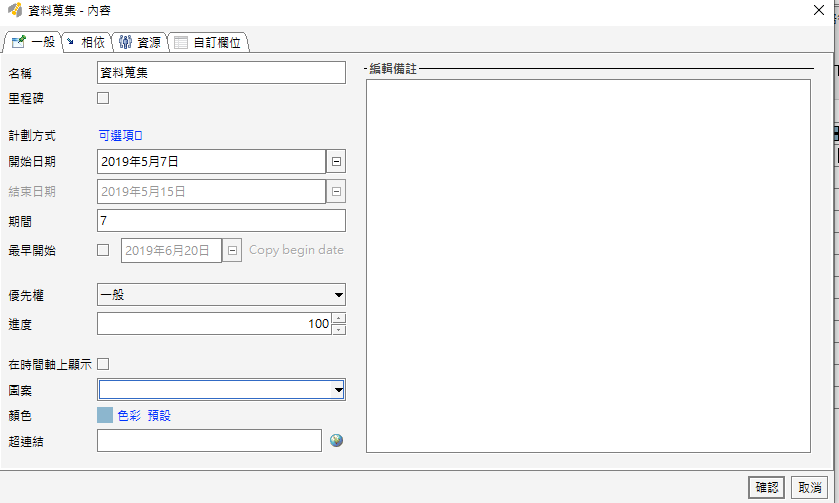 資料蒐集 - 內容
一般 相依 資源 自訂欄位
名稱 資料蒐集
里程碑
計劃方式 可選項
開始日期 2019年5月7日
結束日期 2019年5月15日
期間 7
最早開始 2019年6月20日 Copy begin date
優先權 一般
進度 100
在時間軸上顯示
圖案
顏色 色彩 預設
超連結
編輯備註
確認 取消